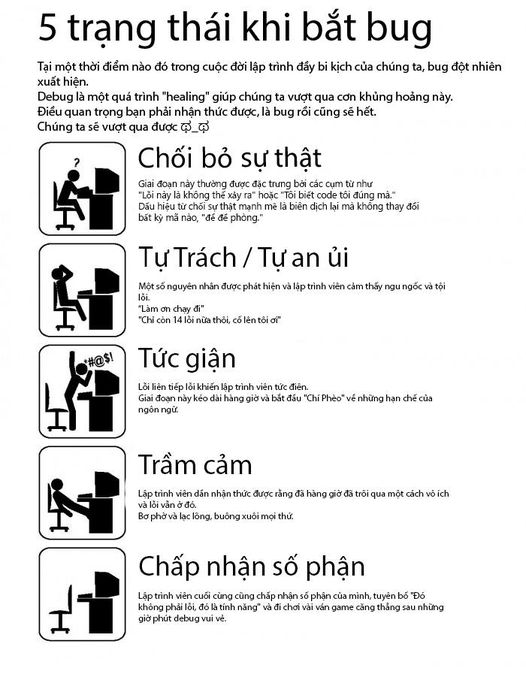 5 trạng thái khi bắt bug
Tại một thời điểm nào đó trong cuộc đời lập trình đầy bi kịch của chúng ta, bug đột nhiên
xuất hiện.
Debug là một quá trình "healing" giúp chúng ta vượt qua cơn khủng hoảng này.
Điều quan trọng bạn phải nhận thức được, là bug rồi cũng sẽ hết.
Chúng ta sẽ vượt qua được ಥ_ಥ
?
Chối bỏ sự thật
Giai đoạn này thường được đặc trưng bởi các cụm từ như
"Lỗi này là không thể xảy ra" hoặc "Tôi biết code tôi đúng mà."
Dấu hiệu từ chối sự thật mạnh mẽ là biên dịch lại mà không thay đổi
bất kỳ mã nào, "để đề phòng."
Tự Trách / Tự an ủi
Một số nguyên nhân được phát hiện và lập trình viên cảm thấy ngu ngốc và tội
lỗi.
"Làm ơn chạy đi"
"Chỉ còn 14 lỗi nữa thôi, cố lên tôi ơi"
*#@$!
Tức giận
Lỗi liên tiếp lỗi khiến lập trình viên tức điên.
Giai đoạn này kéo dài hàng giờ và bắt đầu "Chí Phèo" về những hạn chế của
ngôn ngữ.
Trầm cảm
Lập trình viên dần nhận thức được rằng đã hàng giờ đã trôi qua một cách vô ích
và lỗi vẫn ở đó.
Bơ phờ và lạc lõng, buông xuôi mọi thứ.
Chấp nhận số phận
Lập trình viên cuối cùng cũng chấp nhận số phận của mình, tuyên bố "Đó
không phải lỗi, đó là tính năng" và đi chơi vài ván game căng thẳng sau những
giờ phút debug vui vẻ.